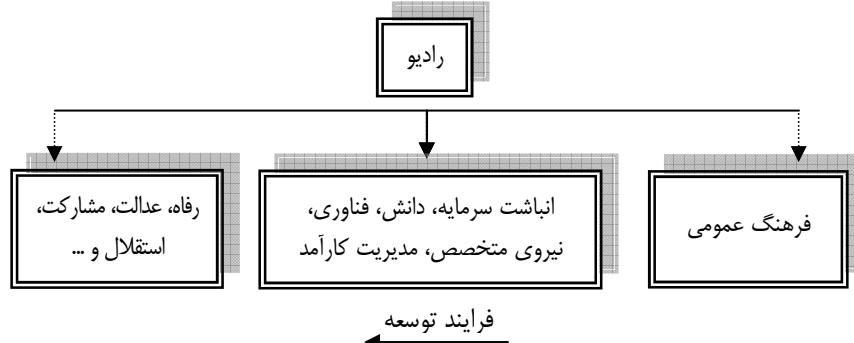 رادیو
فرهنگ عمومی
انباشت سرمایه، دانش، فناوری،
نیروی متخصص، مدیریت کارآمد
رفاه، عدالت، مشارکت،
استقلال و ...
فرایند توسعه